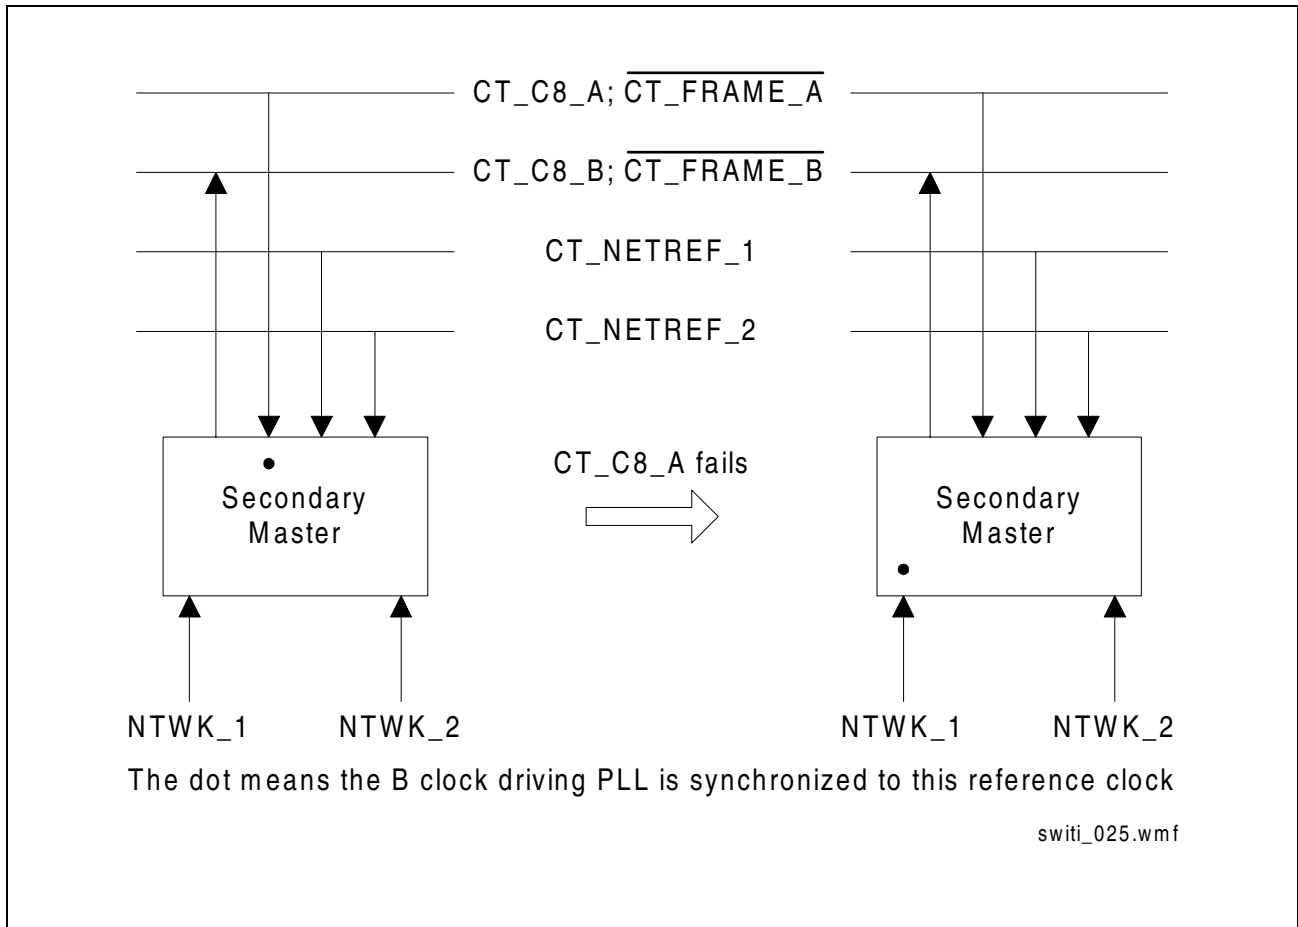 CT_C8_A; CT_FRAME_A
CT_C8_B; CT_FRAME_B
CT_NETREF_1
CT_NETREF_2
CT_C8_A fails
Secondary
Master
Secondary
Master
NTWK_1
NTWK_2
NTWK_1
NTWK_2
The dot means the B clock driving PLL is synchronized to this reference clock
switi_025.wmf